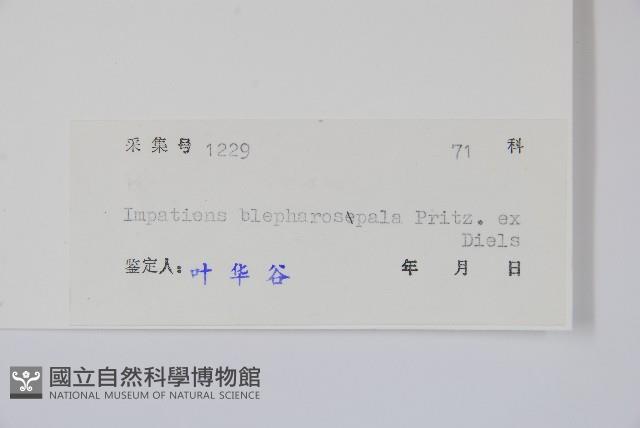 采集号 1229 71 科
Impatiens blepharosepala Pritz. ex
Diels
鉴定人: 叶华谷 年 月 日
國立自然科學博物館
NATIONAL MUSEUM OF NATURAL SCIENCE